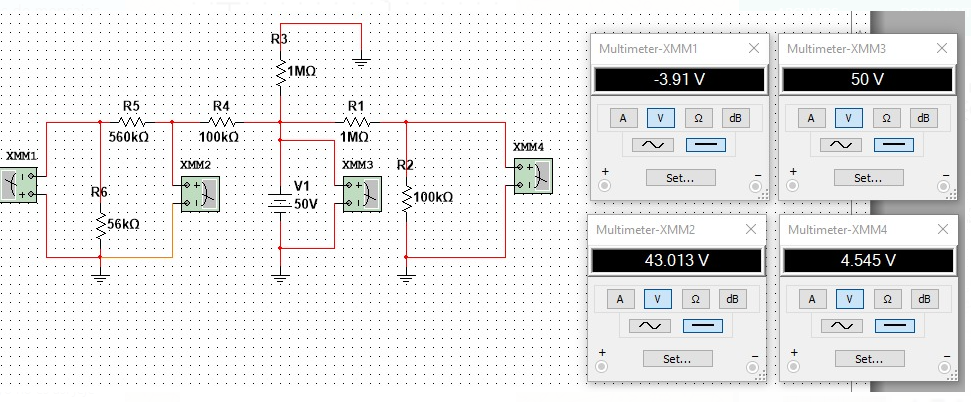 R3
1MΩ
R5
560kΩ
R4
100kΩ
R1
1MΩ
XMM1
XMM2
XMM3
XMM4
R6
56kΩ
V1
50V
R2
100kΩ
Multimeter-XMM1
-3.91 V
A V Ω dB
+ Set... −
Multimeter-XMM3
50 V
A V Ω dB
+ Set... −
Multimeter-XMM2
43.013 V
A V Ω dB
+ Set... −
Multimeter-XMM4
4.545 V
A V Ω dB
+ Set... −